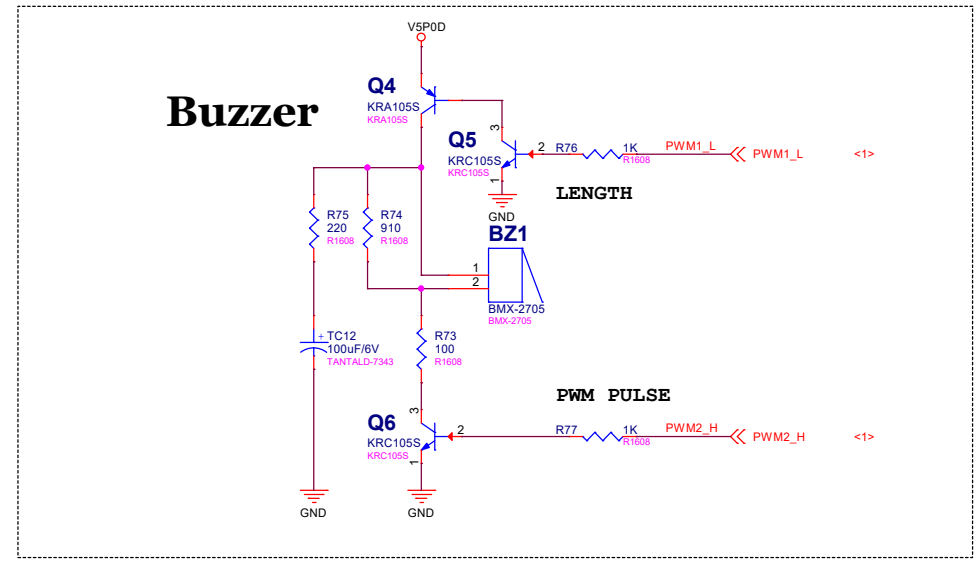 V5P0D
Buzzer
Q4
KRA105S
KRA105S
3
Q5
KRC105S
KRC105S
2
R76
1K
R1608
PWM1_L
PWM1_L
<1>
1
GND
LENGTH
R75
220
R1608
R74
910
R1608
BZ1
1
2
BMX-2705
BMX-2705
+
TC12
100uF/6V
TANTALD-7343
R73
100
R1608
PWM PULSE
3
Q6
KRC105S
KRC105S
2
R77
1K
R1608
PWM2_H
PWM2_H
<1>
1
GND
GND